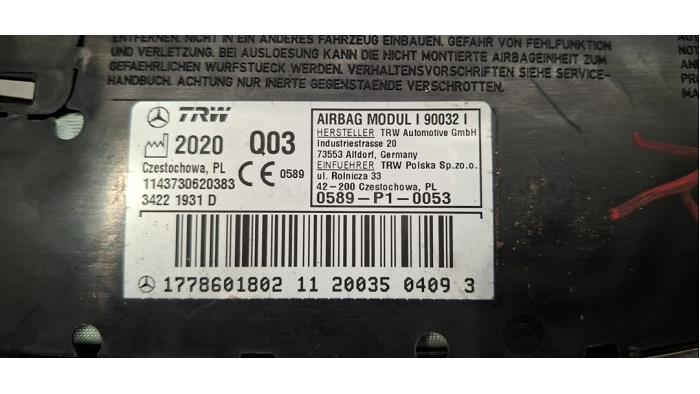 ENTFERNEN. NICHT IN EIN ANDERES FAHRZEUG EINBAUEN. GEFAHR VON FEHLFUNKTION
UND VERLETZUNG. BEI AUSLOESUNG KANN DIE NICHT MONTIERTE AIRBAGEINHEIT ZUM
GEFAEHRLICHEN WURFSTUECK WERDEN. VERHALTENSVORSCHRIFTEN SIEHE SERVICE-
HANDBUCH. ACHTUNG NUR INERTE GEGENSTAENDE VERWENDEN.
TRW
2020 Q03
Czestochowa, PL
CE 0589
1143730620383
3422 1931 D
AIRBAG MODUL I 90032 I
HERSTELLER TRW Automotive GmbH
Industriestrasse 20
73553 Alfdorf, Germany
EINFUEHRER TRW Polska Sp.zo.o.
ul. Rolnicza 33
42-200 Czestochowa, PL
0589-P1-0053
1778601802 11 20035 0409 3